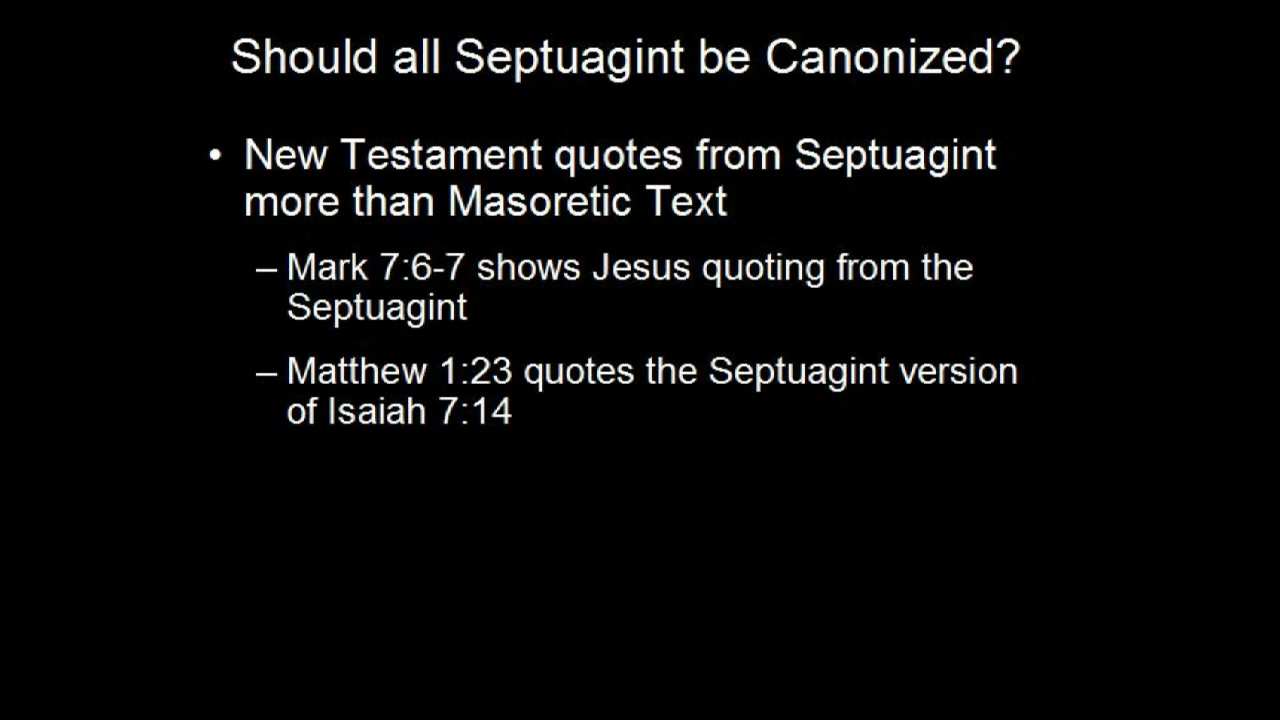 Should all Septuagint be Canonized?
• New Testament quotes from Septuagint
more than Masoretic Text
– Mark 7:6-7 shows Jesus quoting from the
Septuagint
– Matthew 1:23 quotes the Septuagint version
of Isaiah 7:14